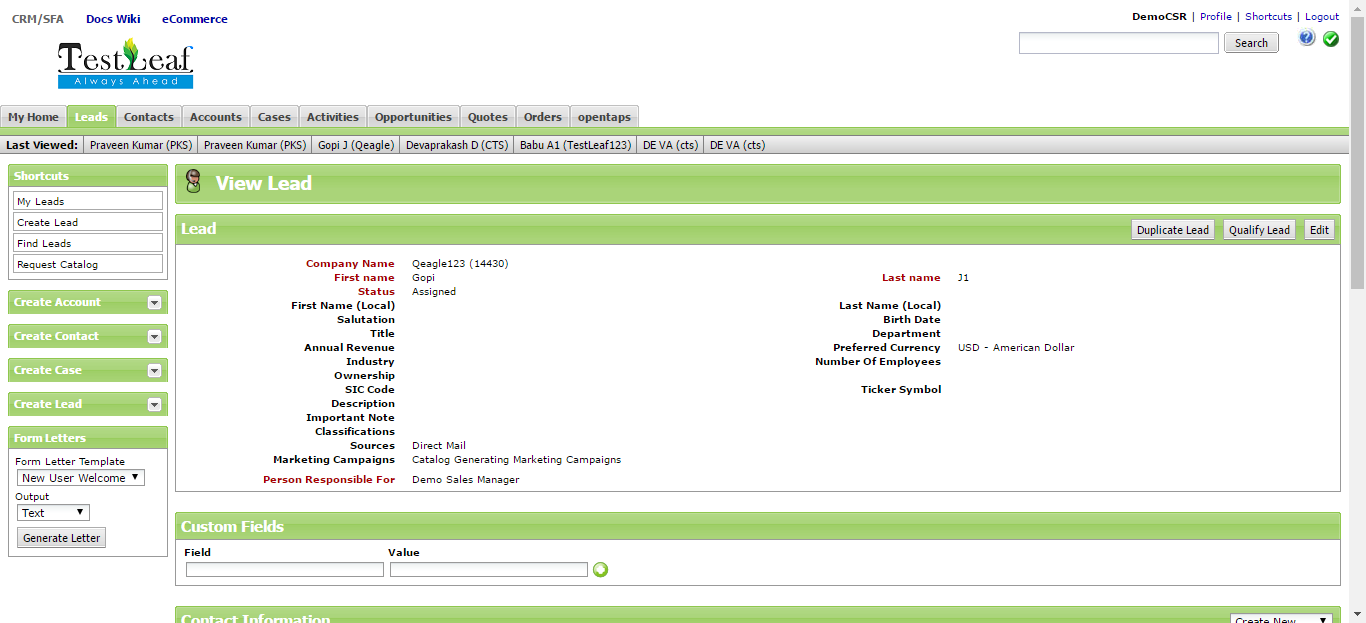 CRM/SFA Docs Wiki eCommerce
DemoCSR | Profile | Shortcuts | Logout
TestLeaf
Always Ahead
Search
My Home Leads Contacts Accounts Cases Activities Opportunities Quotes Orders opentaps
Last Viewed: Praveen Kumar (PKS) Praveen Kumar (PKS) Gopi J (Qeagle) Devaprakash D (CTS) Babu A1 (TestLeaf123) DE VA (cts) DE VA (cts)
Shortcuts
My Leads
Create Lead
Find Leads
Request Catalog
Create Account
Create Contact
Create Case
Create Lead
Form Letters
Form Letter Template
New User Welcome
Output
Text
Generate Letter
View Lead
Lead
Duplicate Lead Qualify Lead Edit
Company Name Qeagle123 (14430)
First name Gopi Last name J1
Status Assigned
First Name (Local) Last Name (Local)
Salutation Birth Date
Title Department
Annual Revenue Preferred Currency USD - American Dollar
Industry Number Of Employees
Ownership
SIC Code Ticker Symbol
Description
Important Note
Classifications
Sources Direct Mail
Marketing Campaigns Catalog Generating Marketing Campaigns
Person Responsible For Demo Sales Manager
Custom Fields
Field Value
Contact Information Create New